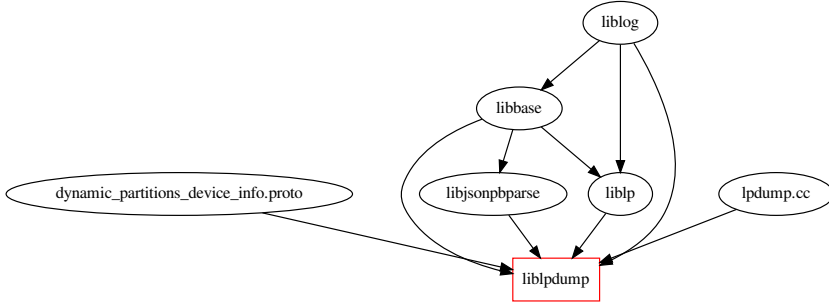 liblog
libbase
dynamic_partitions_device_info.proto
libjsonpbparse
liblp
lpdump.cc
liblpdump